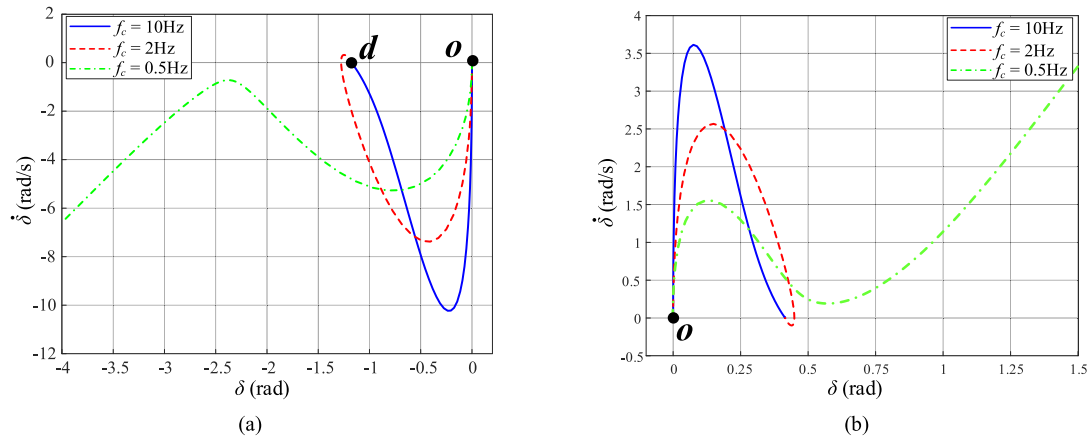 f_c = 10Hz
f_c = 2Hz
f_c = 0.5Hz
d
o
2
0
-2
-4
-6
-8
-10
-12
-4
-3.5
-3
-2.5
-2
-1.5
-1
-0.5
0
δ̇ (rad/s)
δ (rad)
(a)
f_c = 10Hz
f_c = 2Hz
f_c = 0.5Hz
o
4
3.5
3
2.5
2
1.5
1
0.5
0
-0.5
0
0.25
0.5
0.75
1
1.25
1.5
δ̇ (rad/s)
δ (rad)
(b)